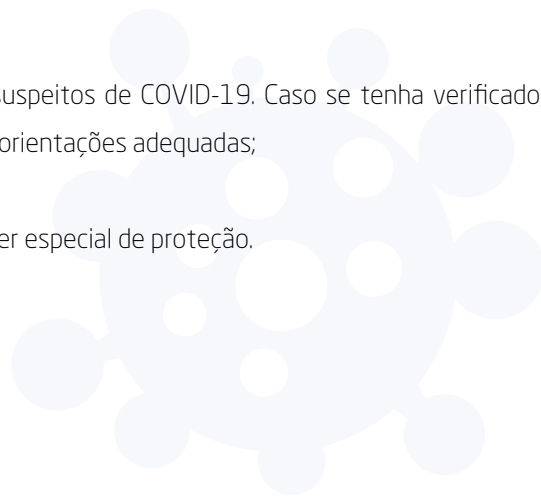 suspeitos de COVID-19. Caso se tenha verificado
orientações adequadas;
er especial de proteção.